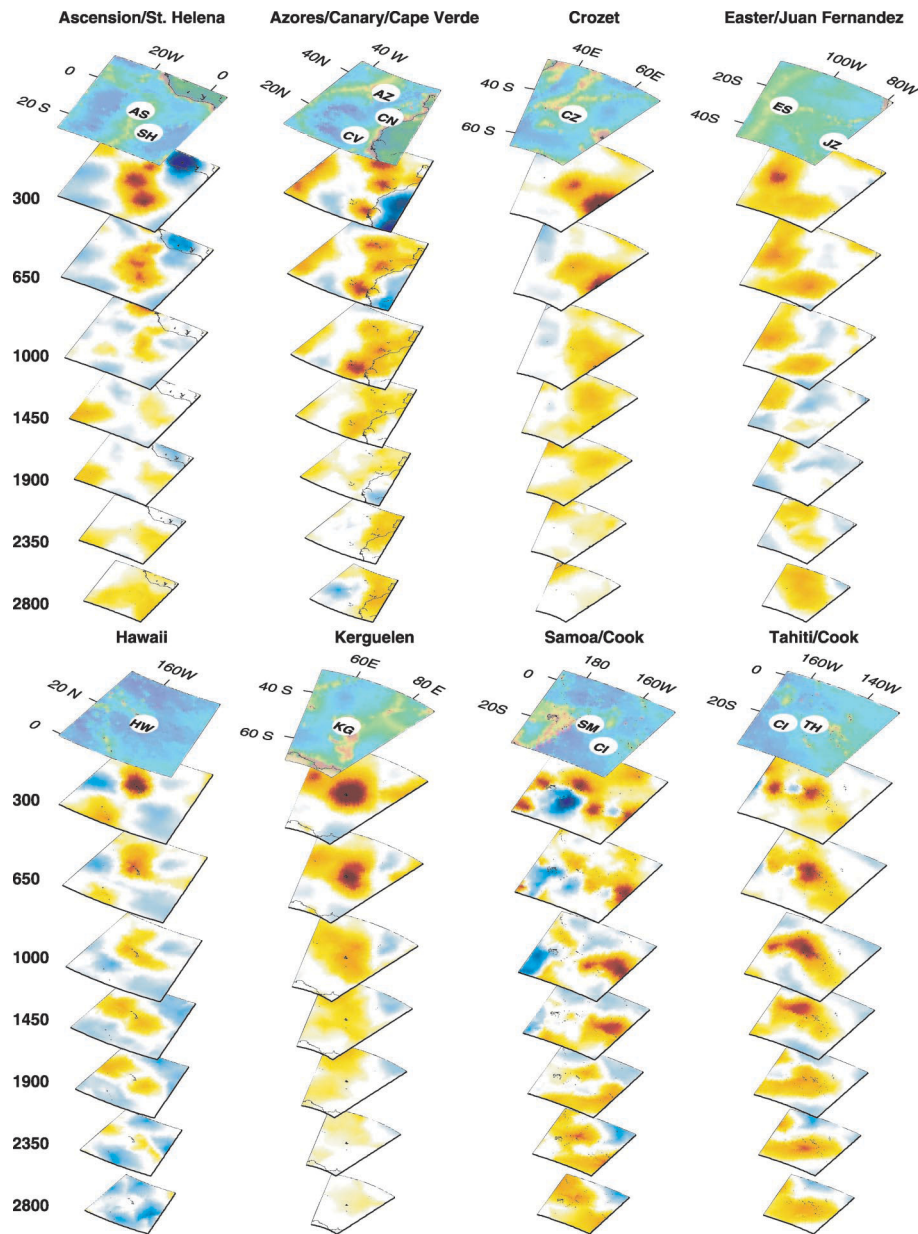 Ascension/St. Helena Azores/Canary/Cape Verde Crozet Easter/Juan Fernandez
20W 0 0 20 S AS SH
40 W 40N 20N AZ CN CV
40E 60E 40 S 60 S CZ
100W 80W 20S 40S ES JZ
300
650
1000
1450
1900
2350
2800
Hawaii Kerguelen Samoa/Cook Tahiti/Cook
160W 20 N 0 HW
60E 80 E 40 S 60 S KG
180 160W 0 20S SM CI
160W 140W 0 20S CI TH
300
650
1000
1450
1900
2350
2800